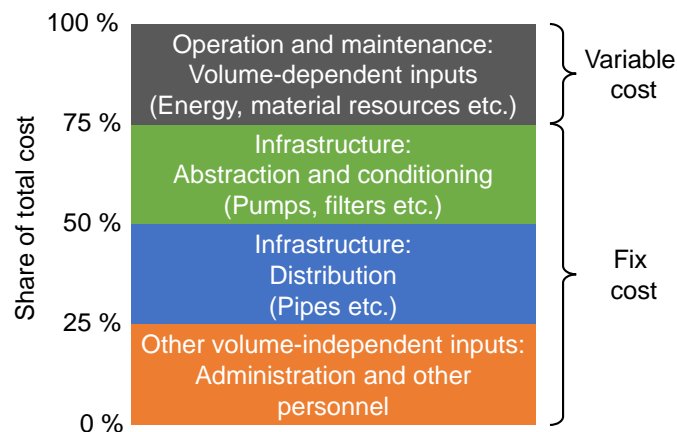 Share of total cost
100 %
75 %
50 %
25 %
0 %
Operation and maintenance:
Volume-dependent inputs
(Energy, material resources etc.)
Infrastructure:
Abstraction and conditioning
(Pumps, filters etc.)
Infrastructure:
Distribution
(Pipes etc.)
Other volume-independent inputs:
Administration and other
personnel
Variable
cost
Fix
cost